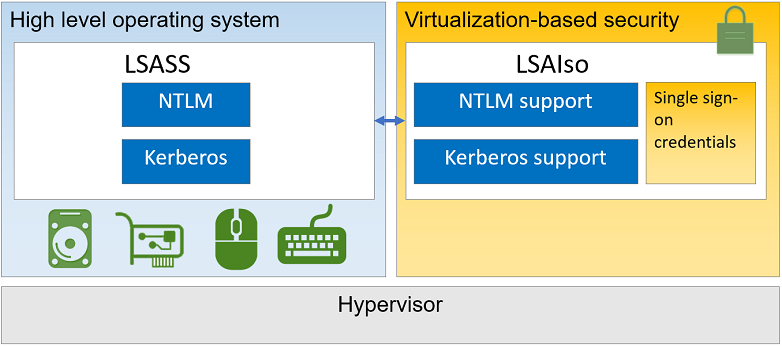 High level operating system
LSASS
NTLM
Kerberos
Virtualization-based security
LSAIso
NTLM support
Kerberos support
Single sign-
on
credentials
Hypervisor